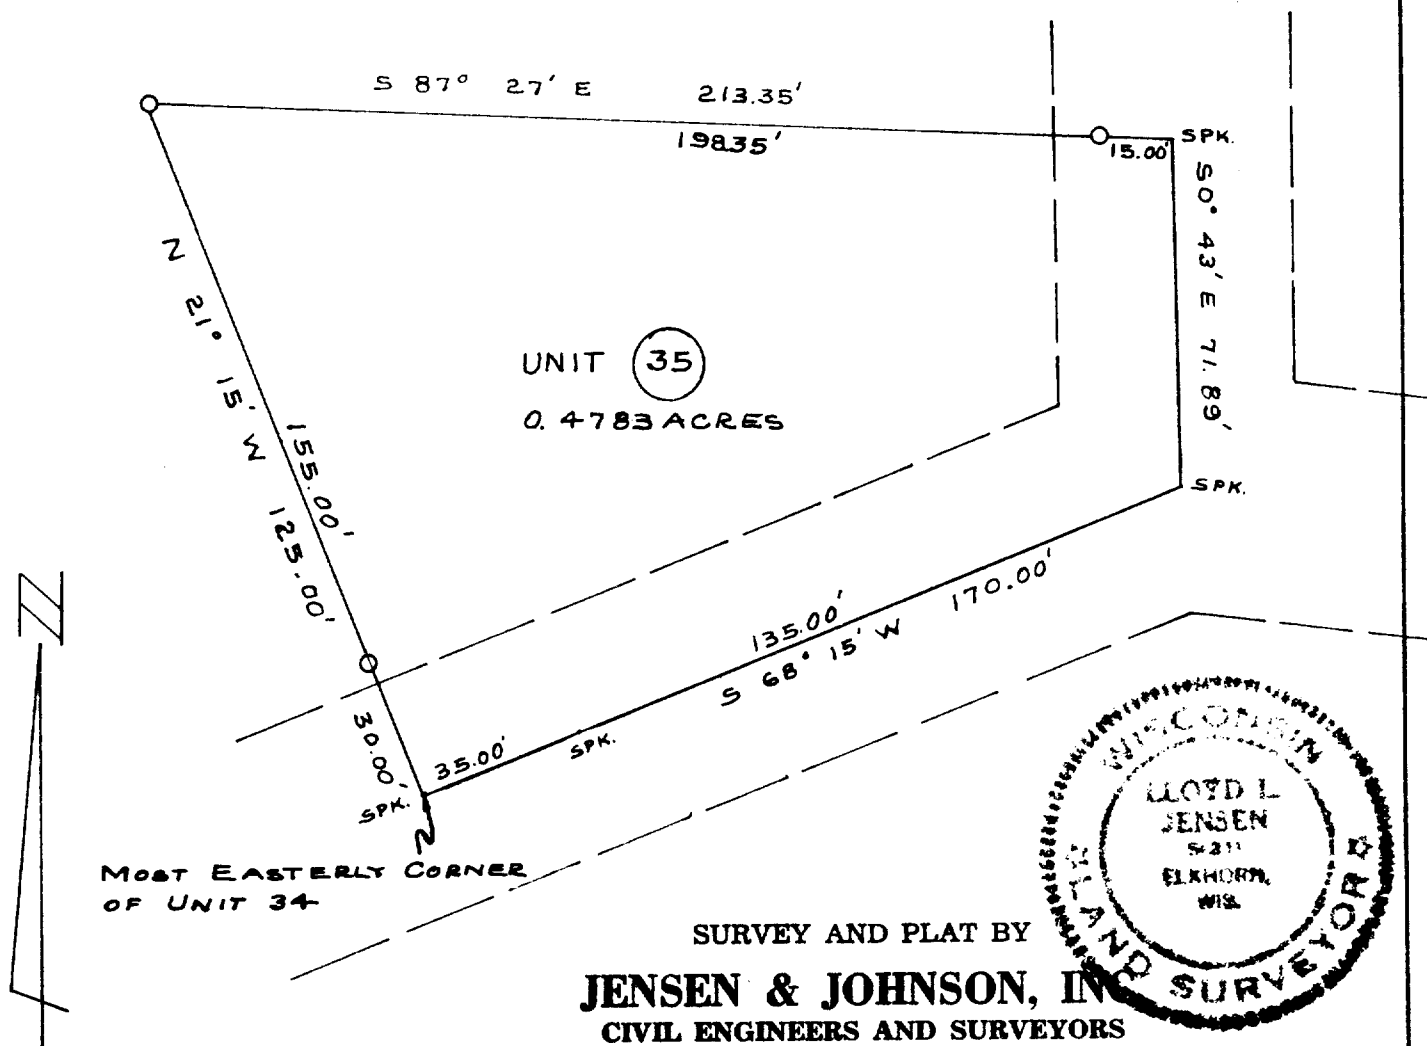 S 87° 27' E 213.35'
198.35'
15.00'
SPK.
S0° 43' E 71.89'
SPK.
N 21° 15' W 125.00'
155.00'
UNIT 35
0.4783 ACRES
30.00'
SPK.
35.00'
SPK.
135.00'
S 68° 15' W 170.00'
N
MOST EASTERLY CORNER
OF UNIT 34
SURVEY AND PLAT BY
JENSEN & JOHNSON,
CIVIL ENGINEERS AND SURVEYORS
WISCONSIN
LLOYD L.
JENSEN
ELKHORN,
WIS.
LAND SURVEYOR